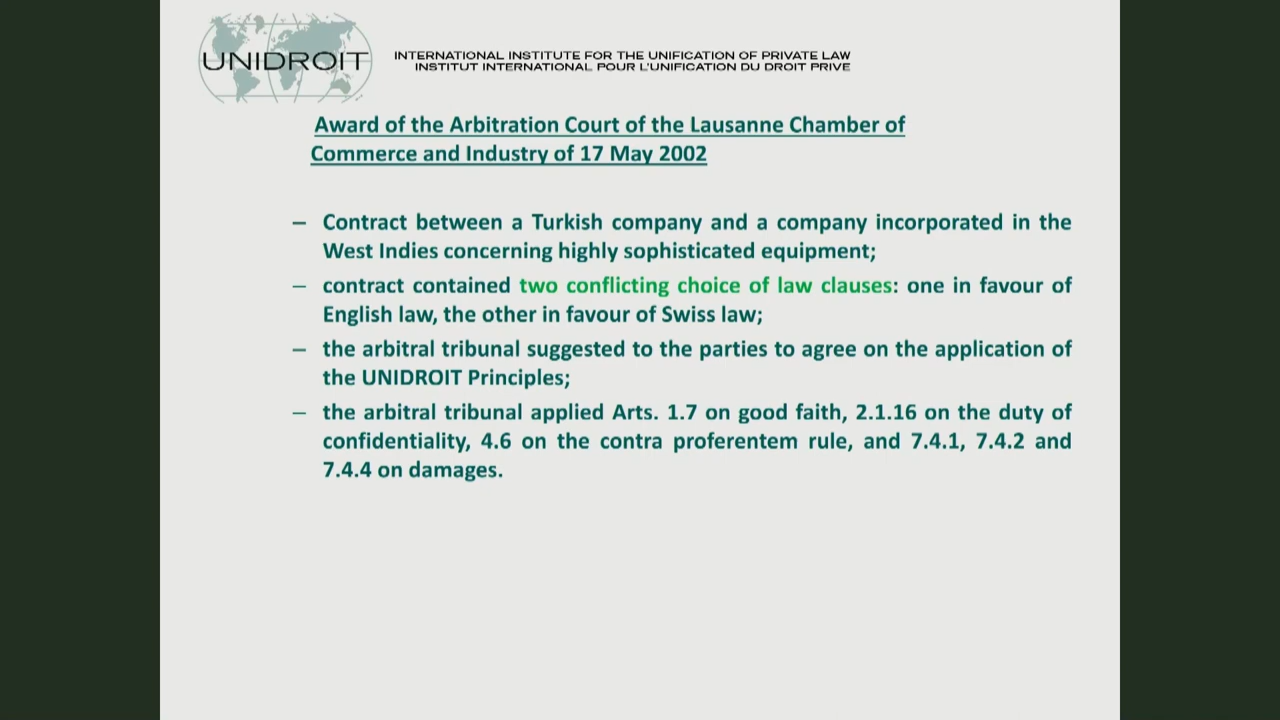 UNIDROIT
INTERNATIONAL INSTITUTE FOR THE UNIFICATION OF PRIVATE LAW
INSTITUT INTERNATIONAL POUR L'UNIFICATION DU DROIT PRIVE
Award of the Arbitration Court of the Lausanne Chamber of
Commerce and Industry of 17 May 2002
– Contract between a Turkish company and a company incorporated in the
West Indies concerning highly sophisticated equipment;
– contract contained two conflicting choice of law clauses: one in favour of
English law, the other in favour of Swiss law;
– the arbitral tribunal suggested to the parties to agree on the application of
the UNIDROIT Principles;
– the arbitral tribunal applied Arts. 1.7 on good faith, 2.1.16 on the duty of
confidentiality, 4.6 on the contra proferentem rule, and 7.4.1, 7.4.2 and
7.4.4 on damages.